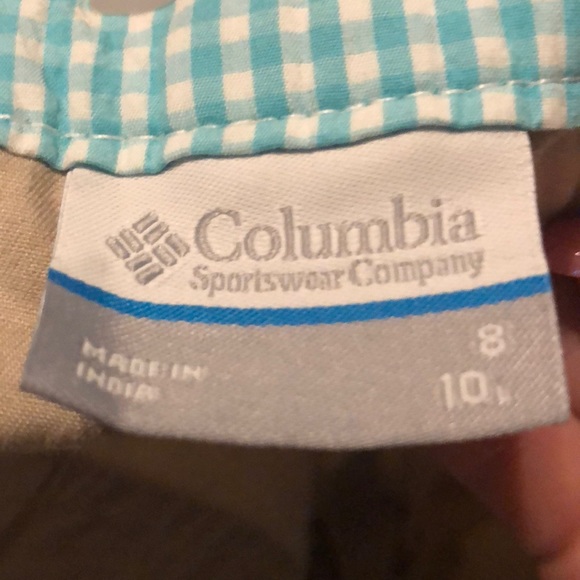 Columbia
Sportswear Company
MADE IN
INDIA
8
10